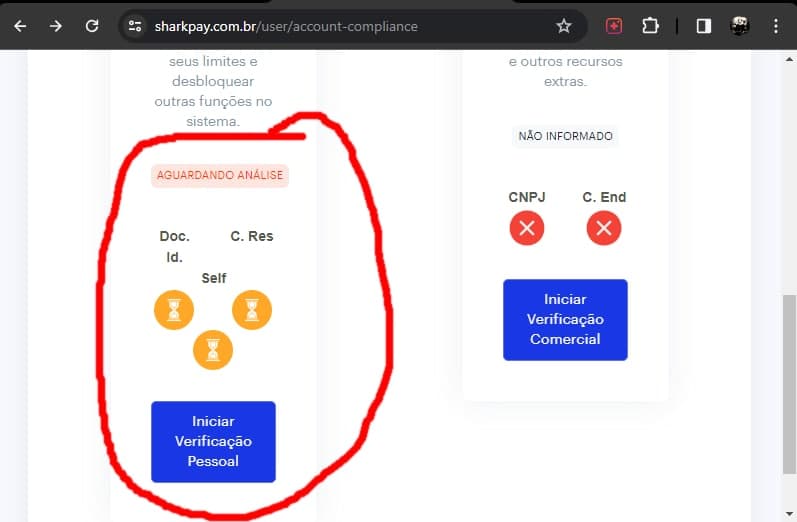 sharkpay.com.br/user/account-compliance
seus limites e
desbloquear
outras funções no
sistema.
AGUARDANDO ANÁLISE
Doc.
Id.
C. Res
Self
Iniciar
Verificação
Pessoal
e outros recursos
extras.
NÃO INFORMADO
CNPJ
C. End
Iniciar
Verificação
Comercial